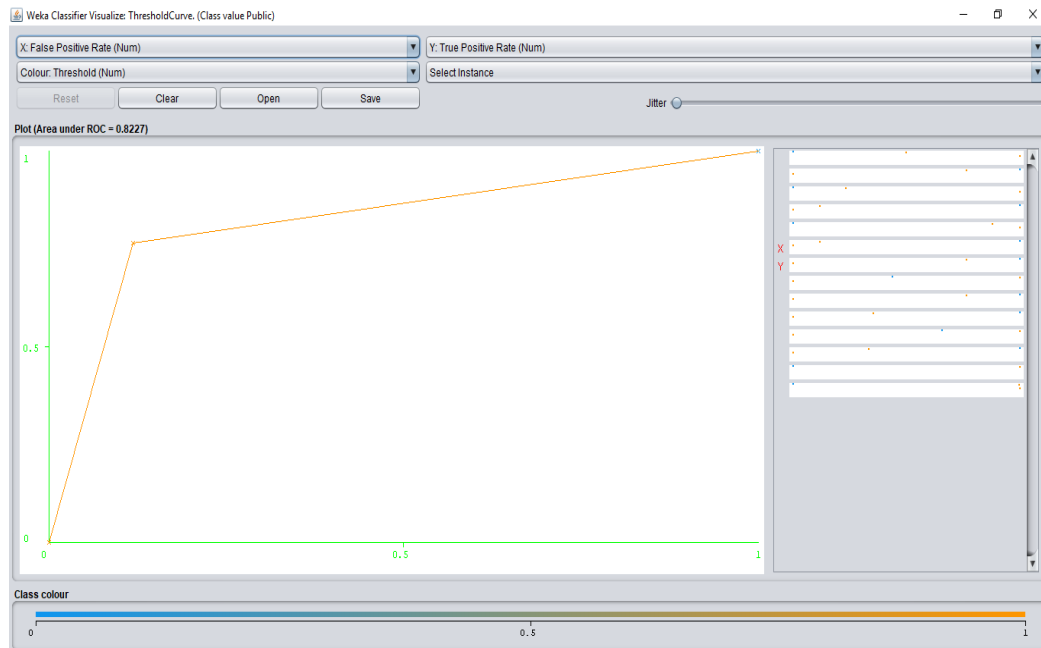 Weka Classifier Visualize: ThresholdCurve. (Class value Public)
X: False Positive Rate (Num)
Y: True Positive Rate (Num)
Colour: Threshold (Num)
Select Instance
Reset
Clear
Open
Save
Jitter
Plot (Area under ROC = 0.8227)
1
0.5
0
0
0.5
1
X
Y
Class colour
0
0.5
1